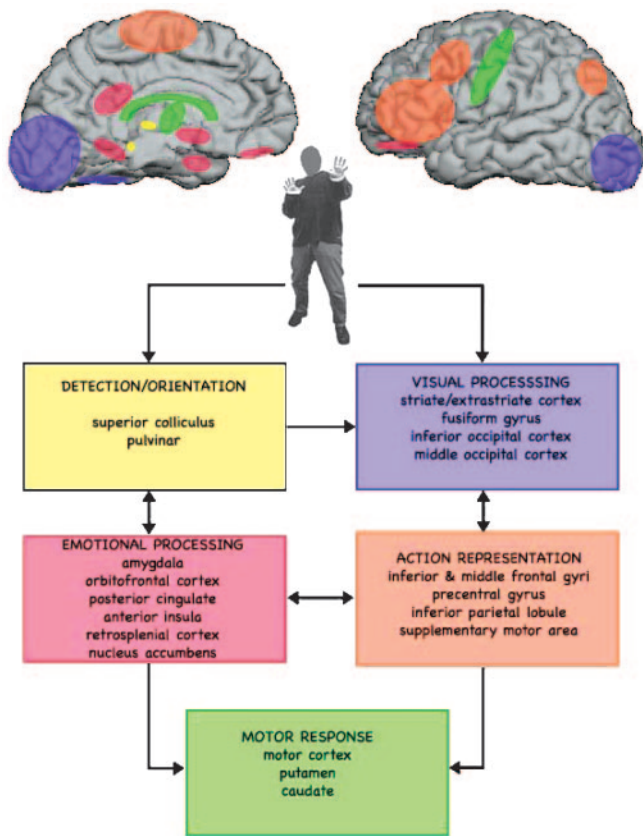 DETECTION/ORIENTATION
superior colliculus
pulvinar
VISUAL PROCESSSING
striate/extrastriate cortex
fusiform gyrus
inferior occipital cortex
middle occipital cortex
EMOTIONAL PROCESSING
amygdala
orbitofrontal cortex
posterior cingulate
anterior insula
retrosplenial cortex
nucleus accumbens
ACTION REPRESENTATION
inferior & middle frontal gyri
precentral gyrus
inferior parietal lobule
supplementary motor area
MOTOR RESPONSE
motor cortex
putamen
caudate